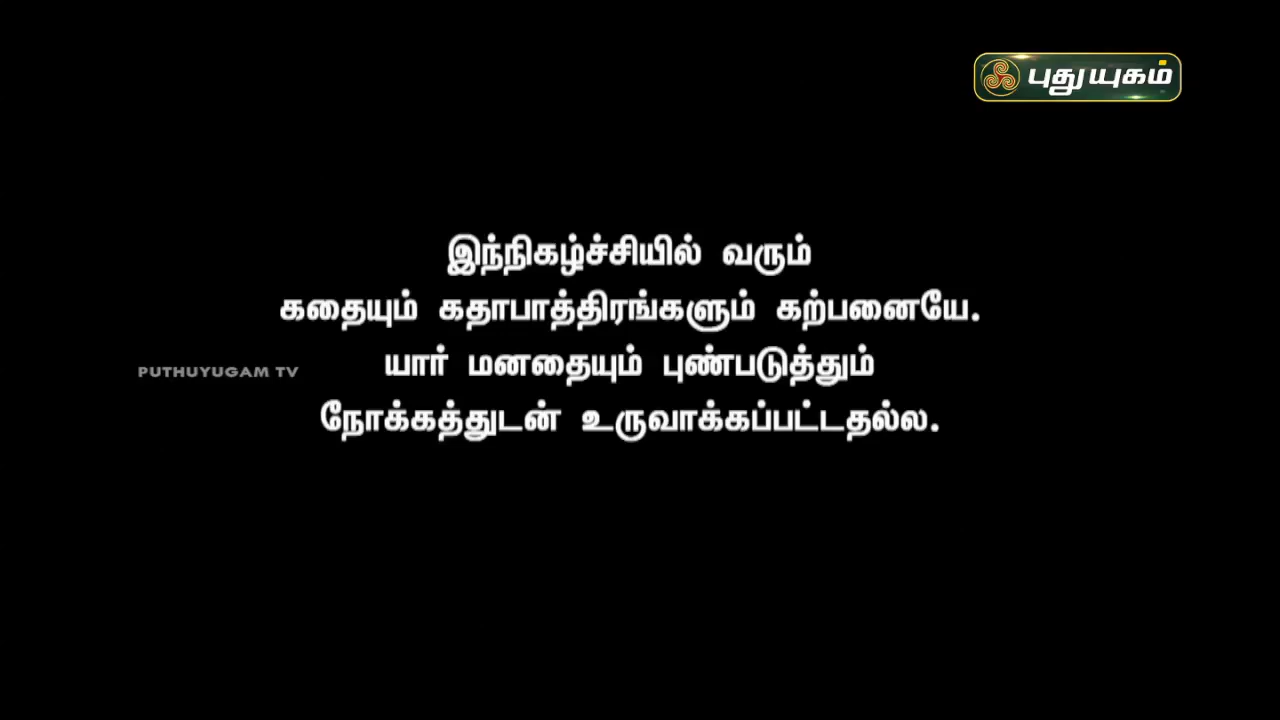 புதுயுகம்
இந்நிகழ்ச்சியில் வரும்
கதையும் கதாபாத்திரங்களும் கற்பனையே.
யார் மனதையும் புண்படுத்தும்
PUTHUYUGAM TV
நோக்கத்துடன் உருவாக்கப்பட்டதல்ல.